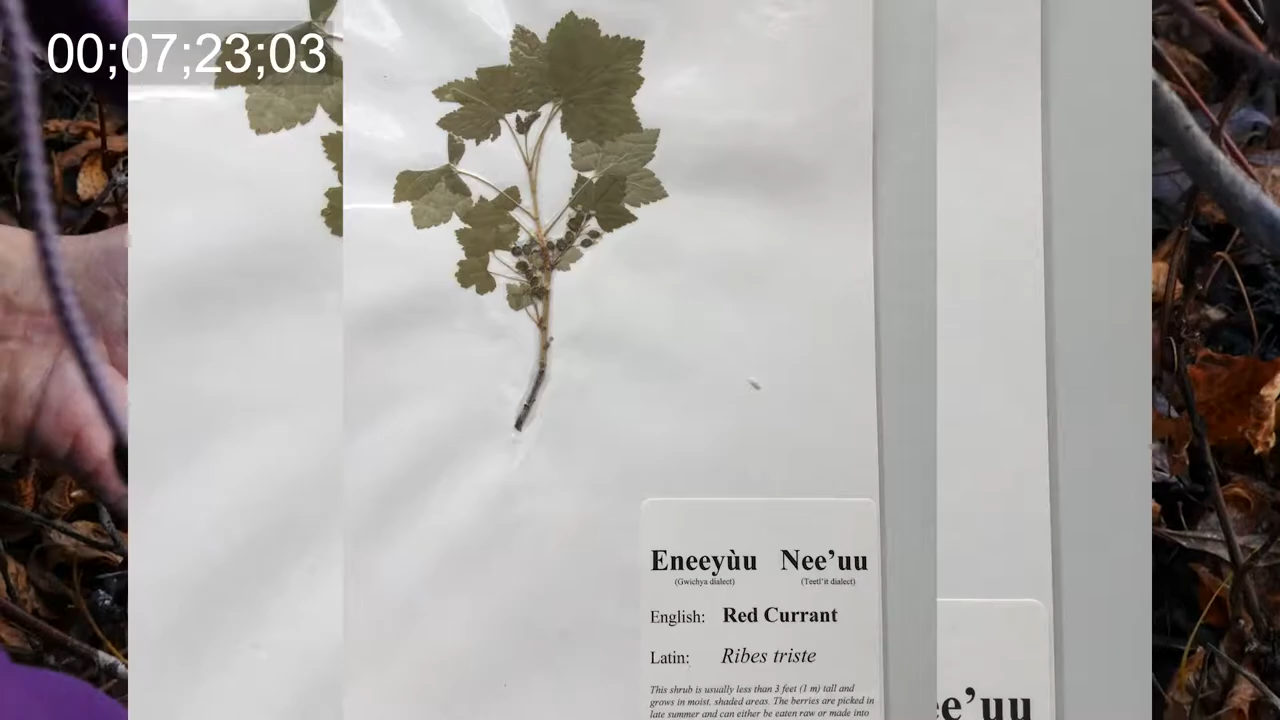 00;07;23;03
Eneeyùu Nee’uu
(Gwichya dialect) (Teetl’it dialect)
English: Red Currant
Latin: Ribes triste
This shrub is usually less than 3 feet (1 m) tall and
grows in moist, shaded areas. The berries are picked in
late summer and can either be eaten raw or made into
ee’uu